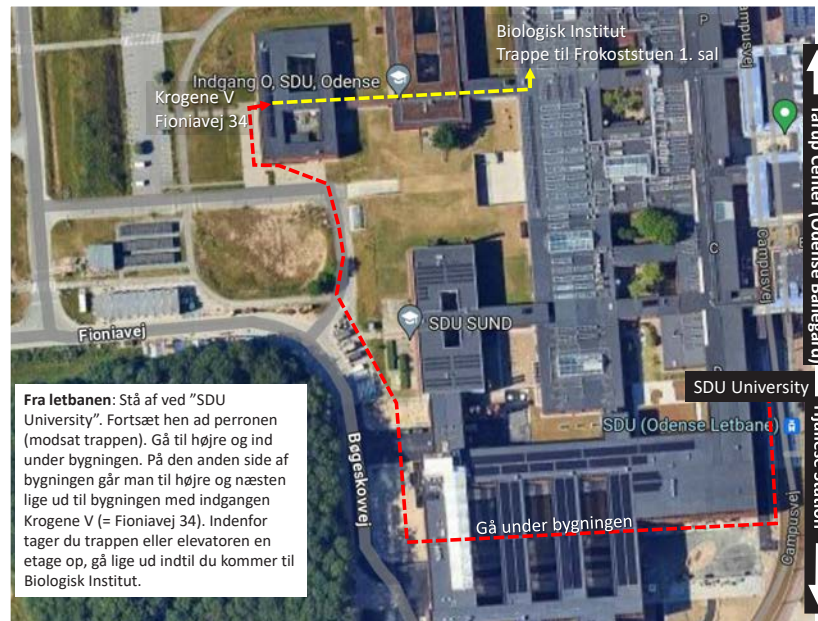 Biologisk Institut
Trappe til Frokoststuen 1. sal
Campusvej
P
Indgang O, SDU, Odense
Krogene V
Fioniavej 34
Tarup Center (Odense Banegård)
Campusvej
C
SDU SUND
Fioniavej
D
SDU University
SDU (Odense Letbane)
Fra letbanen: Stå af ved ”SDU
University”. Fortsæt hen ad perronen
(modsat trappen). Gå til højre og ind
under bygningen. På den anden side af
bygningen går man til højre og næsten
lige ud til bygningen med indgangen
Krogene V (= Fioniavej 34). Indenfor
tager du trappen eller elevatoren en
etage op, gå lige ud indtil du kommer til
Biologisk Institut.
Bøgeskovvej
Gå under bygningen
Campusvej